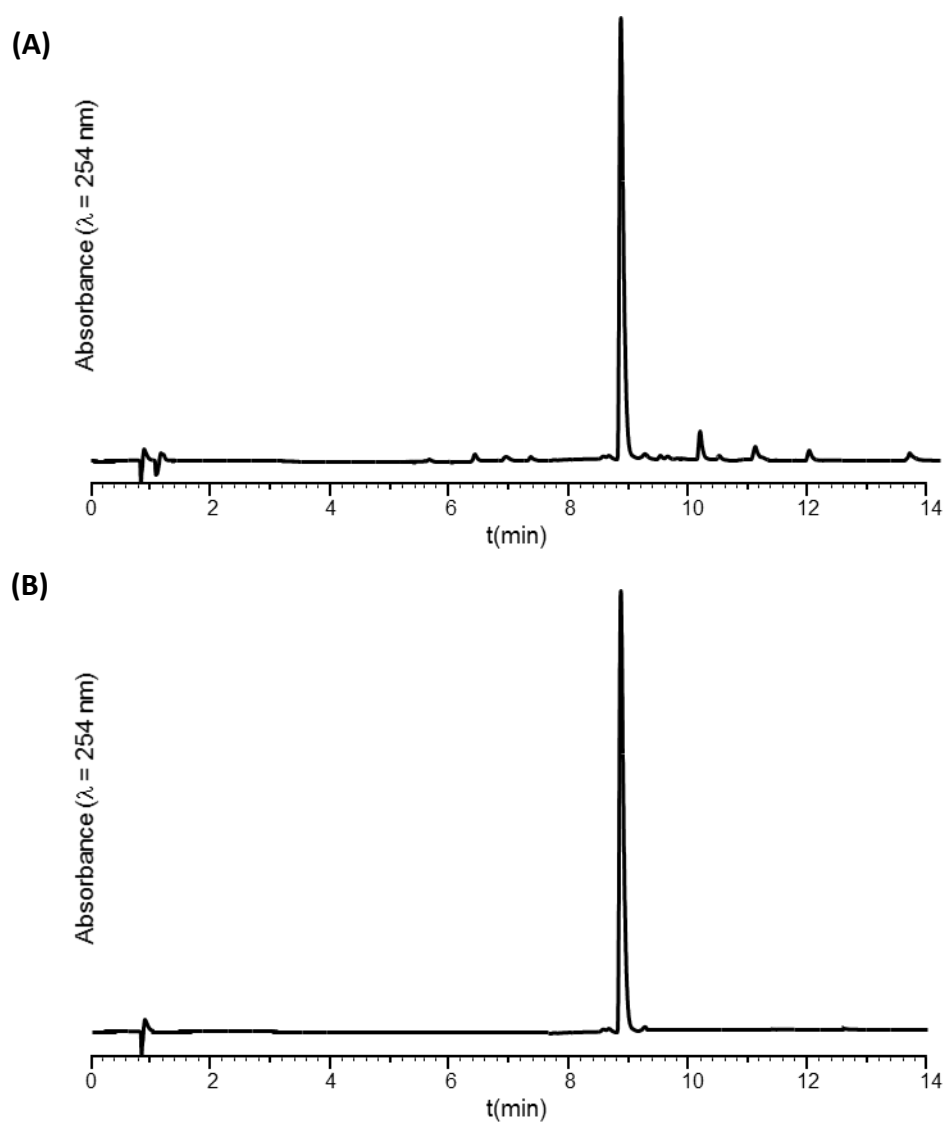 (A)
Absorbance (λ = 254 nm)
0 2 4 6 8 10 12 14
t(min)
(B)
Absorbance (λ = 254 nm)
0 2 4 6 8 10 12 14
t(min)